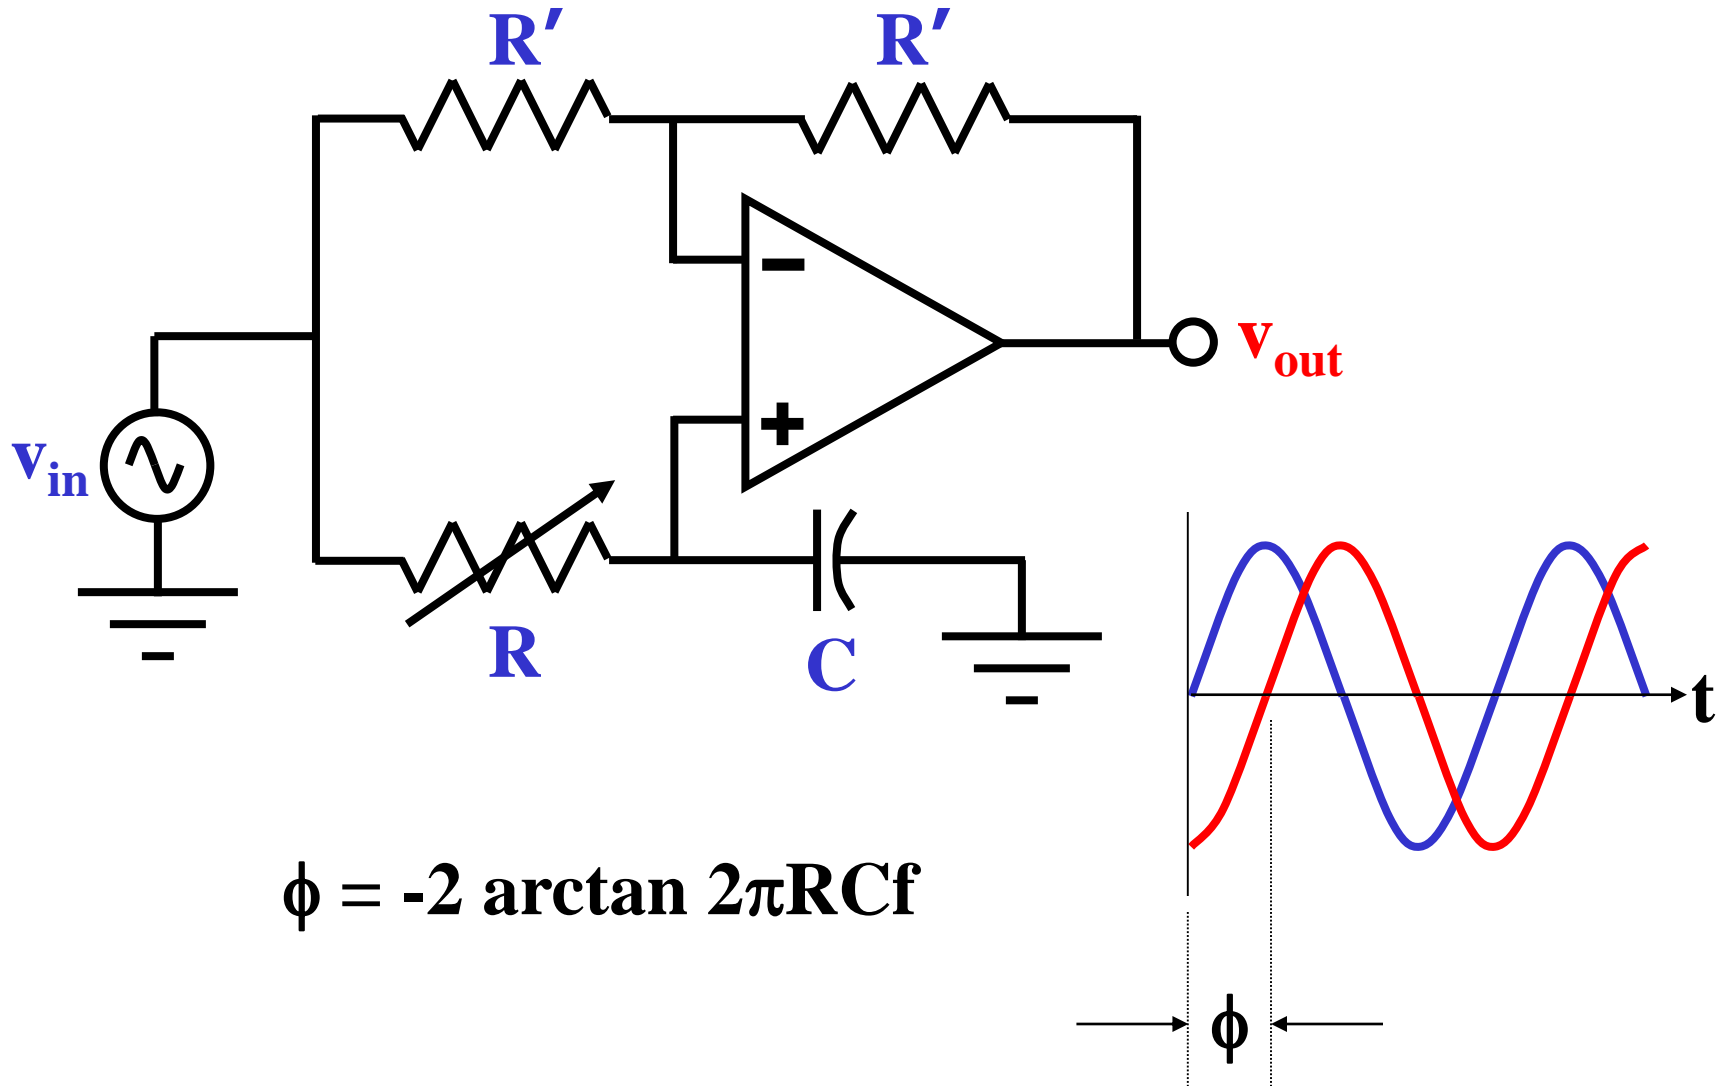 R′ R′
− 
v_out
+
v_in
R
C
t
ϕ = -2 arctan 2πRCf
ϕ